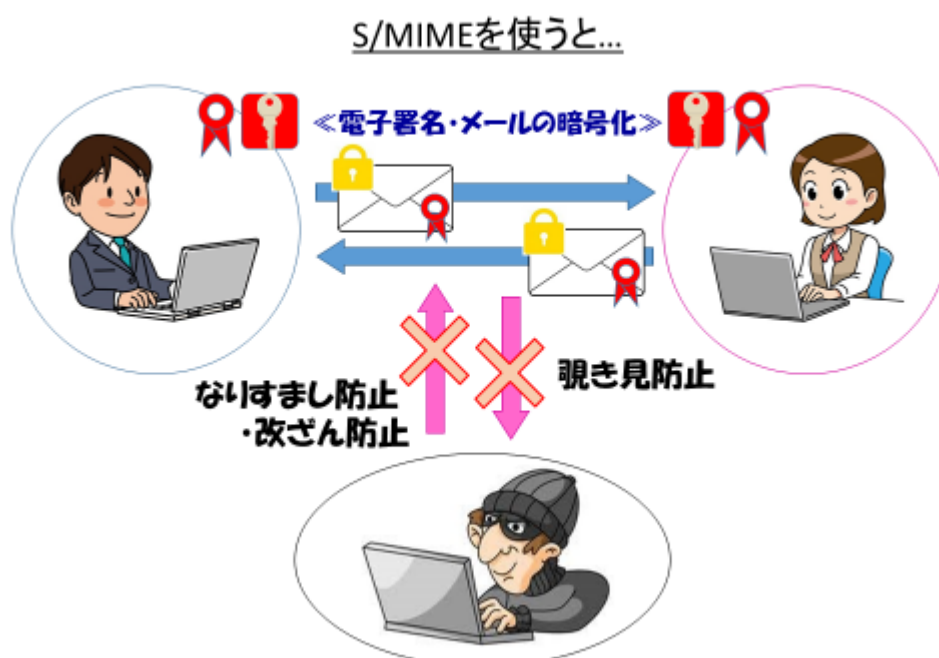 S/MIMEを使うと...
≪電子署名・メールの暗号化≫
なりすまし防止
・改ざん防止
覗き見防止